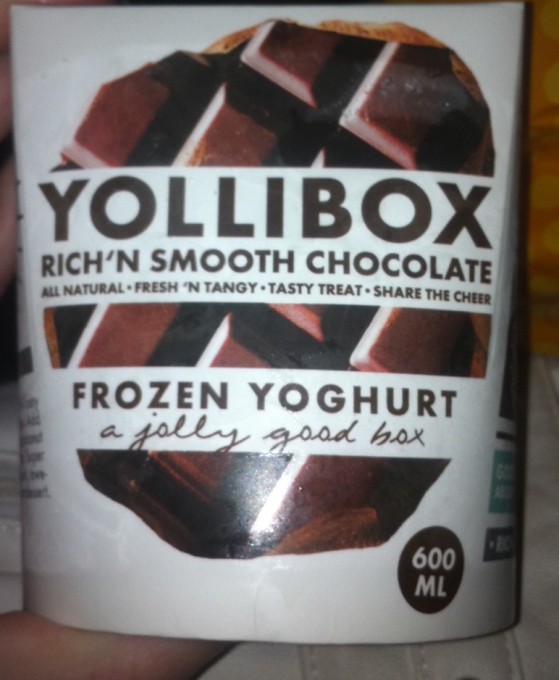 YOLLIBOX
RICH'N SMOOTH CHOCOLATE
ALL NATURAL • FRESH 'N TANGY • TASTY TREAT • SHARE THE CHEER
FROZEN YOGHURT
a jolly good box
600
ML